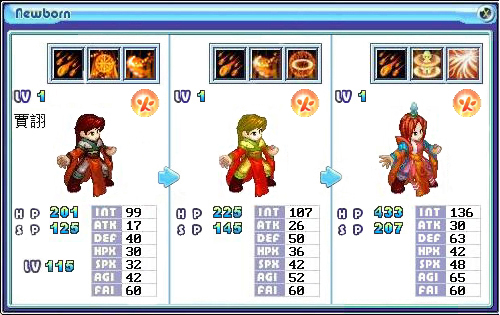 Newborn
LV 1
火
賈詡
HP 201
SP 125
LV 115
INT 99
ATK 17
DEF 40
HPX 30
SPX 32
AGI 42
FAI 60
LV 1
火
HP 225
SP 145
INT 107
ATK 26
DEF 50
HPX 36
SPX 42
AGI 52
FAI 60
LV 1
火
HP 433
SP 207
INT 136
ATK 30
DEF 63
HPX 42
SPX 48
AGI 65
FAI 60